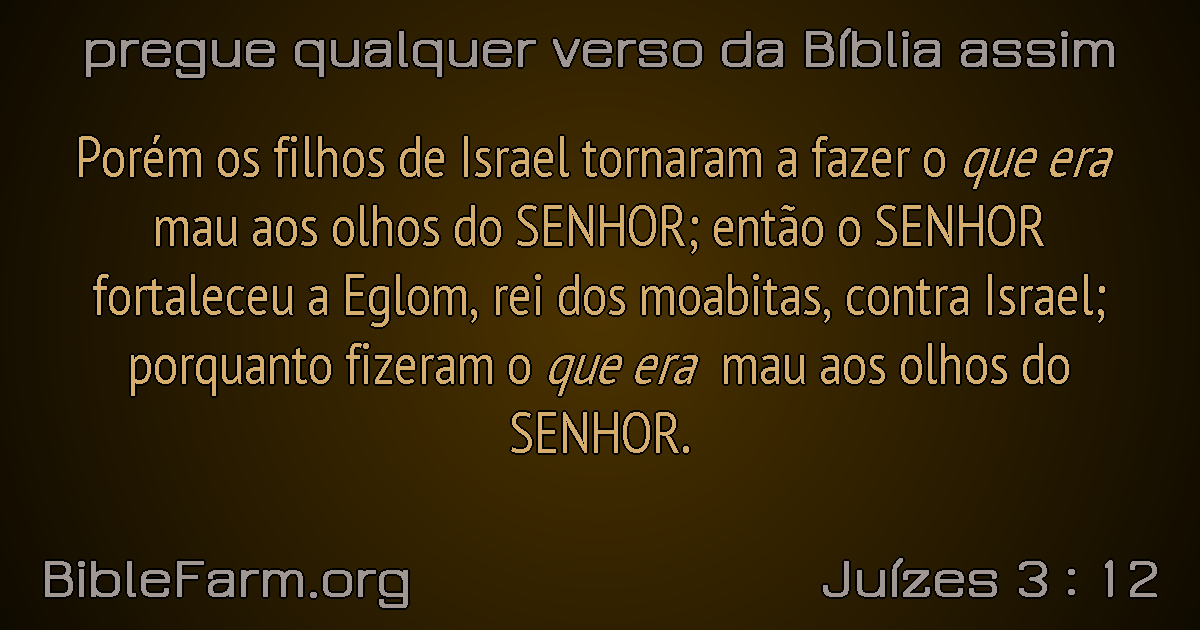 pregue qualquer verso da Bíblia assim
Porém os filhos de Israel tornaram a fazer o que era
mau aos olhos do SENHOR; então o SENHOR
fortaleceu a Eglom, rei dos moabitas, contra Israel;
porquanto fizeram o que era mau aos olhos do
SENHOR.
BibleFarm.org
Juízes 3 : 12